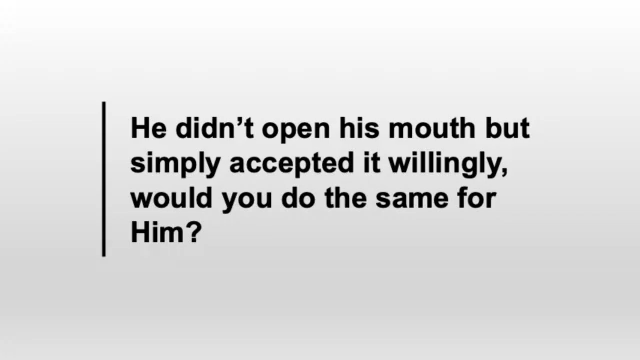 He didn’t open his mouth but
simply accepted it willingly,
would you do the same for
Him?